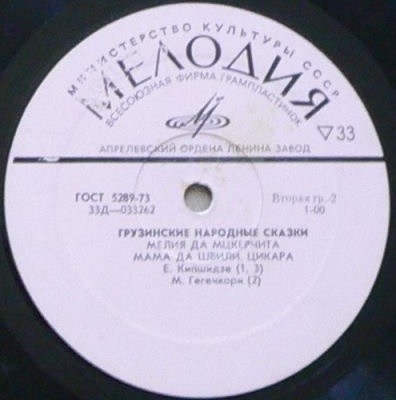 МИНИСТЕРСТВО КУЛЬТУРЫ СССР
МЕЛОДИЯ
ВСЕСОЮЗНАЯ ФИРМА ГРАМПЛАСТИНОК
33
АПРЕЛЕВСКИЙ ОРДЕНА ЛЕНИНА ЗАВОД
ГОСТ 5289-73
33Д—033262
Вторая гр.-2
1-00
ГРУЗИНСКИЕ НАРОДНЫЕ СКАЗКИ
МЕЛИЯ ДА МЦКЕРЧИТА
МАМА ДА ШВИЛИ. ЦИКАРА
Е. Кипшидзе (1, 3)
М. Гегечкори (2)